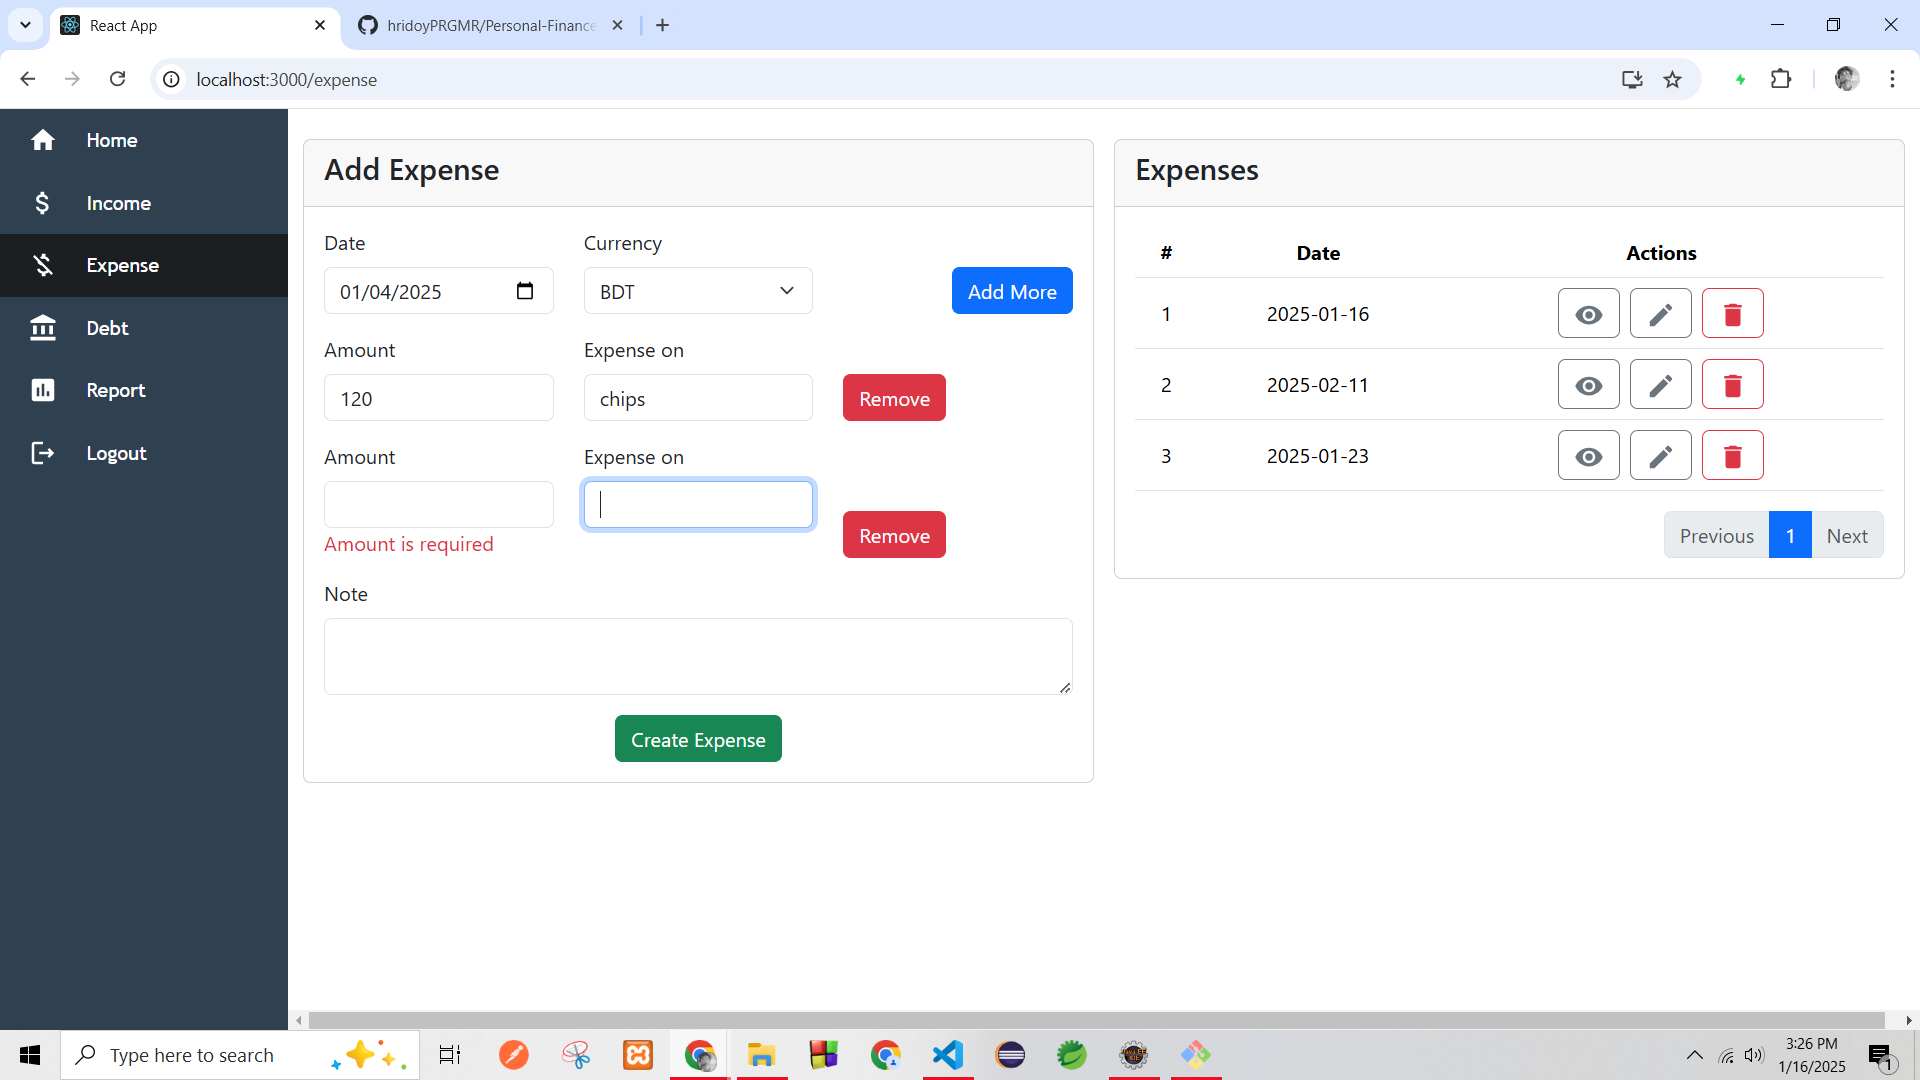 React App
hridoyPRGMR/Personal-Finance
localhost:3000/expense
Home
Income
Expense
Debt
Report
Logout
Add Expense
Date
Currency
01/04/2025
BDT
Add More
Amount
Expense on
120
chips
Remove
Amount
Expense on
Amount is required
Remove
Note
Create Expense
Expenses
# Date Actions
1 2025-01-16
2 2025-02-11
3 2025-01-23
Previous 1 Next
Type here to search
3:26 PM
1/16/2025
1